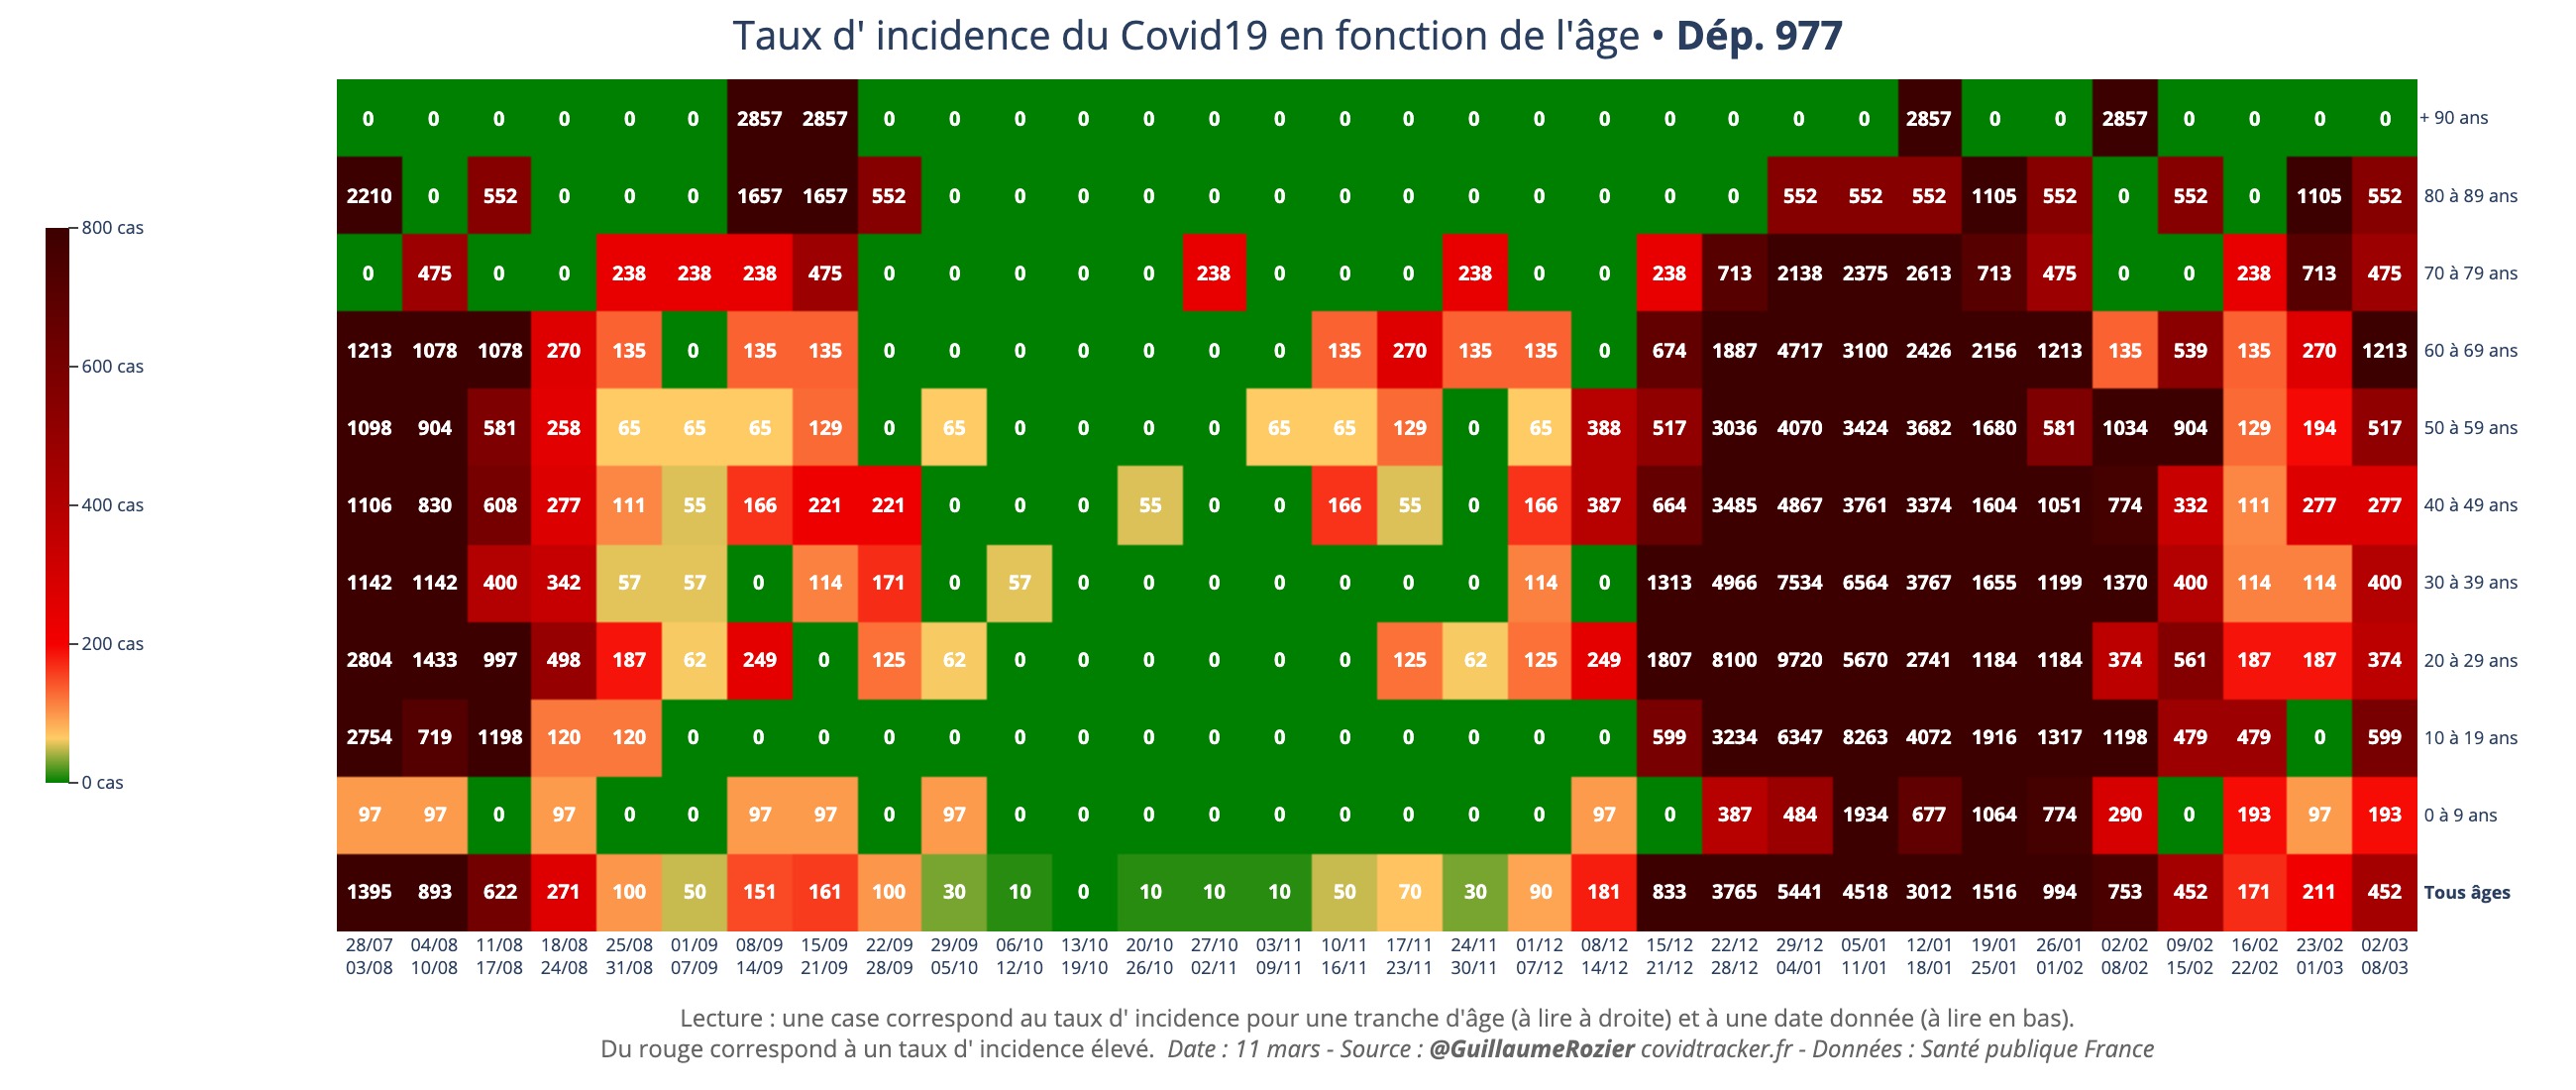 Taux d' incidence du Covid19 en fonction de l'âge • Dép. 977
0 0 0 0 0 0 2857 2857 0 0 0 0 0 0 0 0 0 0 0 0 0 0 0 0 2857 0 0 2857 0 0 0 0 + 90 ans
2210 0 552 0 0 0 1657 1657 552 0 0 0 0 0 0 0 0 0 0 0 0 0 552 552 552 1105 552 0 552 0 1105 552 80 à 89 ans
800 cas
0 475 0 0 238 238 238 475 0 0 0 0 0 238 0 0 0 238 0 0 238 713 2138 2375 2613 713 475 0 0 238 713 475 70 à 79 ans
1213 1078 1078 270 135 0 135 135 0 0 0 0 0 0 0 135 270 135 135 0 674 1887 4717 3100 2426 2156 1213 135 539 135 270 1213 60 à 69 ans
600 cas
1098 904 581 258 65 65 65 129 0 65 0 0 0 0 65 65 129 0 65 388 517 3036 4070 3424 3682 1680 581 1034 904 129 194 517 50 à 59 ans
400 cas
1106 830 608 277 111 55 166 221 221 0 0 0 55 0 0 166 55 0 166 387 664 3485 4867 3761 3374 1604 1051 774 332 111 277 277 40 à 49 ans
1142 1142 400 342 57 57 0 114 171 0 57 0 0 0 0 0 0 0 114 0 1313 4966 7534 6564 3767 1655 1199 1370 400 114 114 400 30 à 39 ans
200 cas
2804 1433 997 498 187 62 249 0 125 62 0 0 0 0 0 0 125 62 125 249 1807 8100 9720 5670 2741 1184 1184 374 561 187 187 374 20 à 29 ans
2754 719 1198 120 120 0 0 0 0 0 0 0 0 0 0 0 0 0 0 0 599 3234 6347 8263 4072 1916 1317 1198 479 479 0 599 10 à 19 ans
0 cas
97 97 0 97 0 0 97 97 0 97 0 0 0 0 0 0 0 0 0 97 0 387 484 1934 677 1064 774 290 0 193 97 193 0 à 9 ans
1395 893 622 271 100 50 151 161 100 30 10 0 10 10 10 50 70 30 90 181 833 3765 5441 4518 3012 1516 994 753 452 171 211 452 Tous âges
28/07 04/08 11/08 18/08 25/08 01/09 08/09 15/09 22/09 29/09 06/10 13/10 20/10 27/10 03/11 10/11 17/11 24/11 01/12 08/12 15/12 22/12 29/12 05/01 12/01 19/01 26/01 02/02 09/02 16/02 23/02 02/03
03/08 10/08 17/08 24/08 31/08 07/09 14/09 21/09 28/09 05/10 12/10 19/10 26/10 02/11 09/11 16/11 23/11 30/11 07/12 14/12 21/12 28/12 04/01 11/01 18/01 25/01 01/02 08/02 15/02 22/02 01/03 08/03
Lecture : une case correspond au taux d' incidence pour une tranche d'âge (à lire à droite) et à une date donnée (à lire en bas).
Du rouge correspond à un taux d' incidence élevé. Date : 11 mars - Source : @GuillaumeRozier covidtracker.fr - Données : Santé publique France